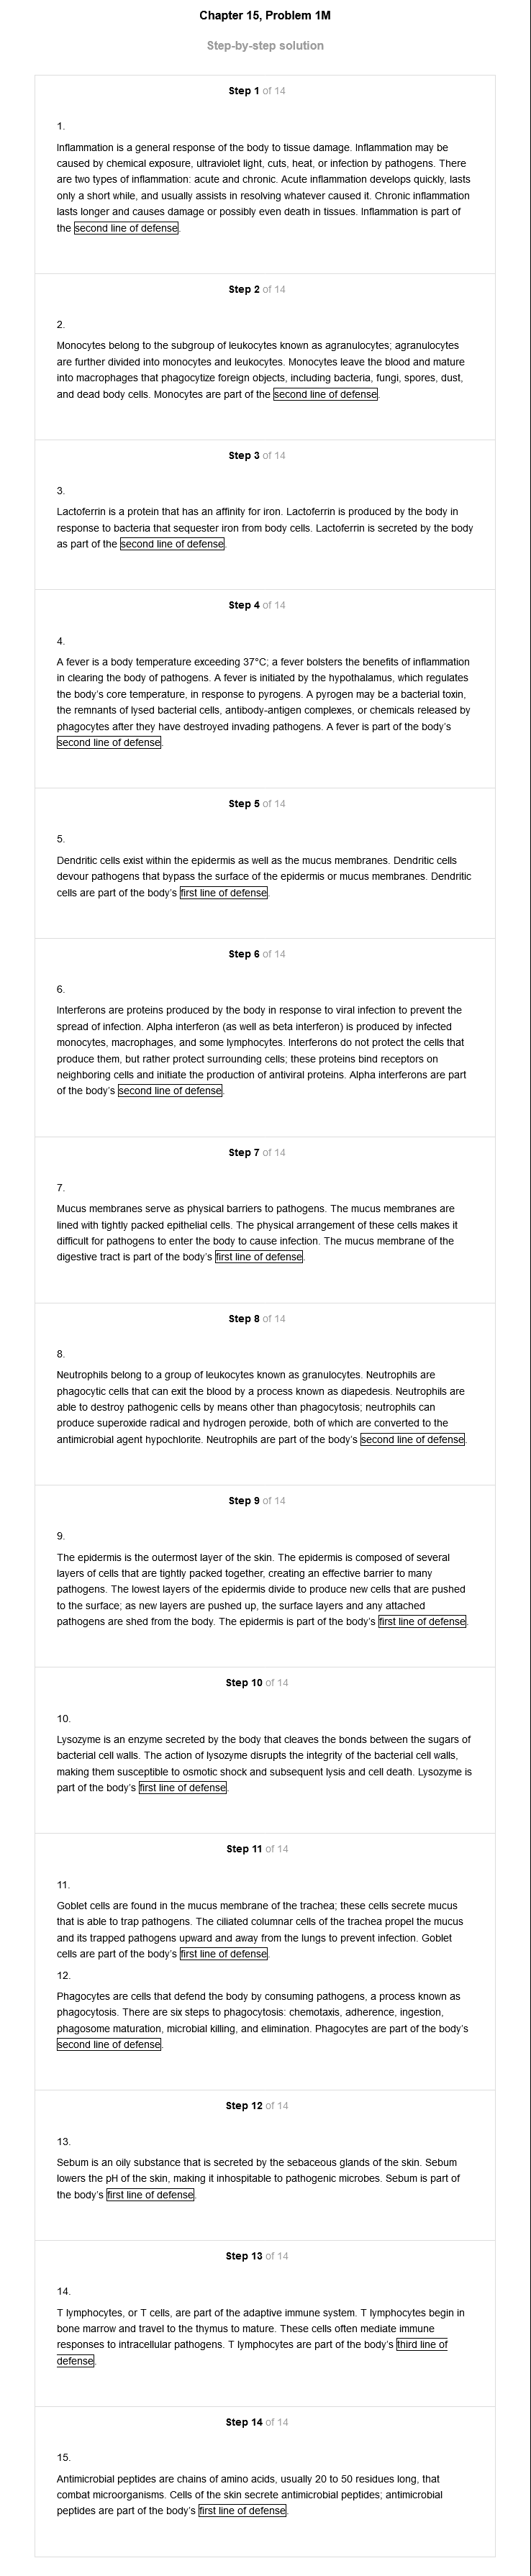 Chapter 15, Problem 1M
Step-by-step solution
Step 1 of 14
1.
Inflammation is a general response of the body to tissue damage. Inflammation may be
caused by chemical exposure, ultraviolet light, cuts, heat, or infection by pathogens. There
are two types of inflammation: acute and chronic. Acute inflammation develops quickly, lasts
only a short while, and usually assists in resolving whatever caused it. Chronic inflammation
lasts longer and causes damage or possibly even death in tissues. Inflammation is part of
the second line of defense.
Step 2 of 14
2.
Monocytes belong to the subgroup of leukocytes known as agranulocytes; agranulocytes
are further divided into monocytes and leukocytes. Monocytes leave the blood and mature
into macrophages that phagocytize foreign objects, including bacteria, fungi, spores, dust,
and dead body cells. Monocytes are part of the second line of defense.
Step 3 of 14
3.
Lactoferrin is a protein that has an affinity for iron. Lactoferrin is produced by the body in
response to bacteria that sequester iron from body cells. Lactoferrin is secreted by the body
as part of the second line of defense.
Step 4 of 14
4.
A fever is a body temperature exceeding 37°C; a fever bolsters the benefits of inflammation
in clearing the body of pathogens. A fever is initiated by the hypothalamus, which regulates
the body's core temperature, in response to pyrogens. A pyrogen may be a bacterial toxin,
the remnants of lysed bacterial cells, antibody-antigen complexes, or chemicals released by
phagocytes after they have destroyed invading pathogens. A fever is part of the body's
second line of defense.
Step 5 of 14
5.
Dendritic cells exist within the epidermis as well as the mucus membranes. Dendritic cells
devour pathogens that bypass the surface of the epidermis or mucus membranes. Dendritic
cells are part of the body's first line of defense.
Step 6 of 14
6.
Interferons are proteins produced by the body in response to viral infection to prevent the
spread of infection. Alpha interferon (as well as beta interferon) is produced by infected
monocytes, macrophages, and some lymphocytes. Interferons do not protect the cells that
produce them, but rather protect surrounding cells; these proteins bind receptors on
neighboring cells and initiate the production of antiviral proteins. Alpha interferons are part
of the body's second line of defense.
Step 7 of 14
7.
Mucus membranes serve as physical barriers to pathogens. The mucus membranes are
lined with tightly packed epithelial cells. The physical arrangement of these cells makes it
difficult for pathogens to enter the body to cause infection. The mucus membrane of the
digestive tract is part of the body's first line of defense.
Step 8 of 14
8.
Neutrophils belong to a group of leukocytes known as granulocytes. Neutrophils are
phagocytic cells that can exit the blood by a process known as diapedesis. Neutrophils are
able to destroy pathogenic cells by means other than phagocytosis; neutrophils can
produce superoxide radical and hydrogen peroxide, both of which are converted to the
antimicrobial agent hypochlorite. Neutrophils are part of the body's second line of defense.
Step 9 of 14
9.
The epidermis is the outermost layer of the skin. The epidermis is composed of several
layers of cells that are tightly packed together, creating an effective barrier to many
pathogens. The lowest layers of the epidermis divide to produce new cells that are pushed
to the surface; as new layers are pushed up, the surface layers and any attached
pathogens are shed from the body. The epidermis is part of the body's first line of defense.
Step 10 of 14
10.
Lysozyme is an enzyme secreted by the body that cleaves the bonds between the sugars of
bacterial cell walls. The action of lysozyme disrupts the integrity of the bacterial cell walls,
making them susceptible to osmotic shock and subsequent lysis and cell death. Lysozyme is
part of the body's first line of defense.
Step 11 of 14
11.
Goblet cells are found in the mucus membrane of the trachea; these cells secrete mucus
that is able to trap pathogens. The ciliated columnar cells of the trachea propel the mucus
and its trapped pathogens upward and away from the lungs to prevent infection. Goblet
cells are part of the body's first line of defense.
12.
Phagocytes are cells that defend the body by consuming pathogens, a process known as
phagocytosis. There are six steps to phagocytosis: chemotaxis, adherence, ingestion,
phagosome maturation, microbial killing, and elimination. Phagocytes are part of the body's
second line of defense.
Step 12 of 14
13.
Sebum is an oily substance that is secreted by the sebaceous glands of the skin. Sebum
lowers the pH of the skin, making it inhospitable to pathogenic microbes. Sebum is part of
the body's first line of defense.
Step 13 of 14
14.
T lymphocytes, or T cells, are part of the adaptive immune system. T lymphocytes begin in
bone marrow and travel to the thymus to mature. These cells often mediate immune
responses to intracellular pathogens. T lymphocytes are part of the body's third line of
defense.
Step 14 of 14
15.
Antimicrobial peptides are chains of amino acids, usually 20 to 50 residues long, that
combat microorganisms. Cells of the skin secrete antimicrobial peptides; antimicrobial
peptides are part of the body's first line of defense.